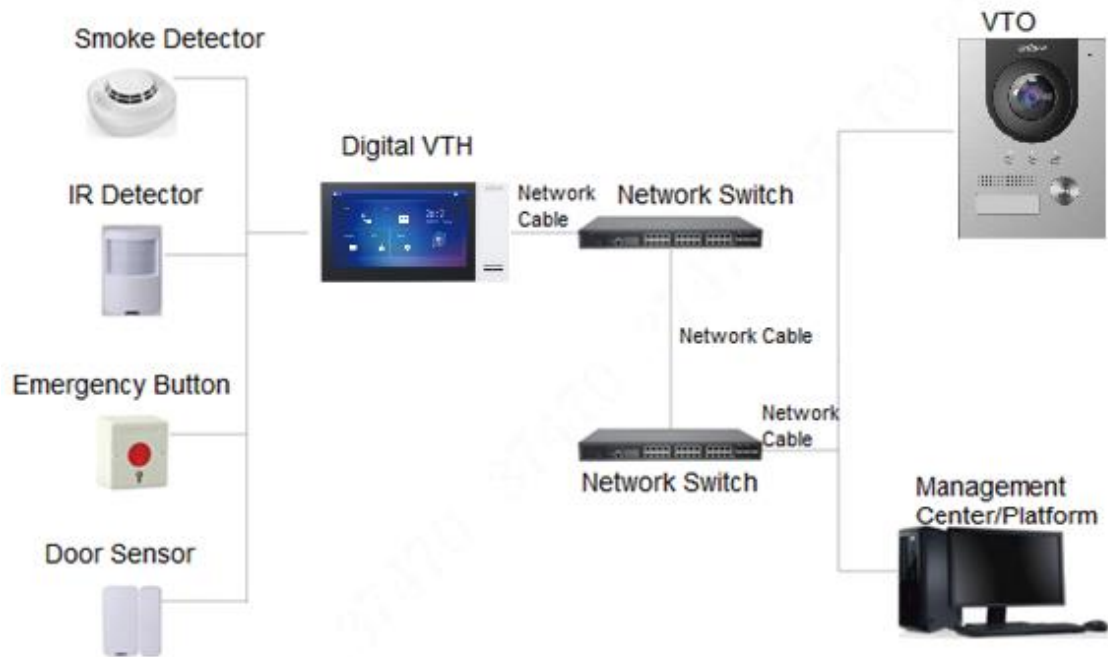 Smoke Detector
VTO
Digital VTH
IR Detector
Network
Cable
Network Switch
Network Cable
Emergency Button
Network
Cable
Network Switch
Management
Center/Platform
Door Sensor